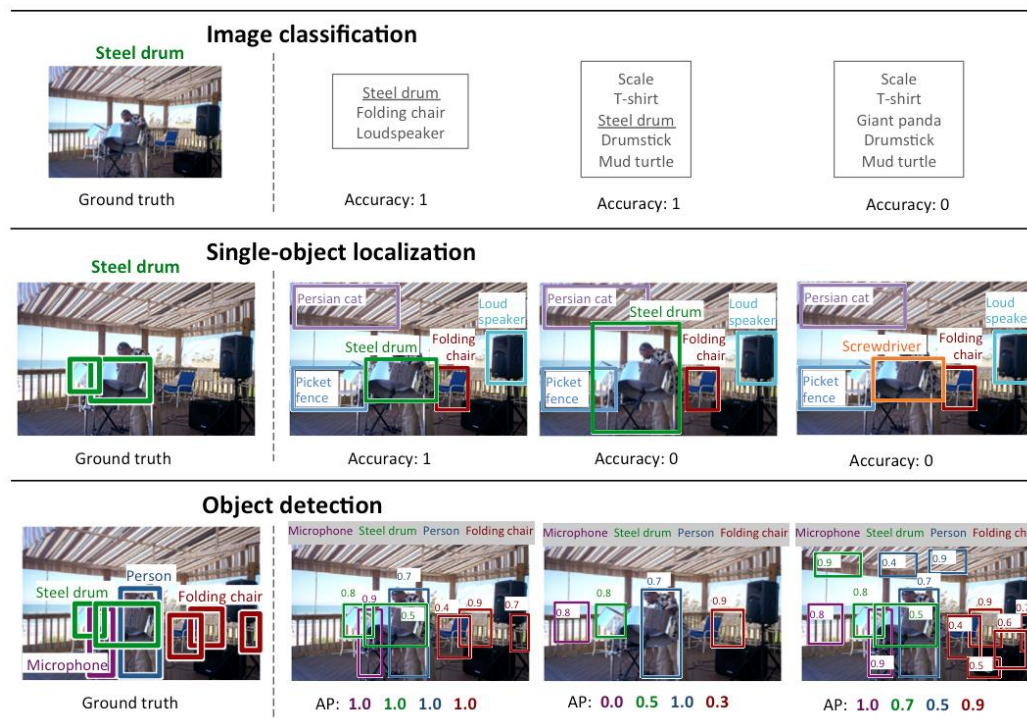 Image classification
Steel drum
Ground truth
Steel drum
Folding chair
Loudspeaker
Accuracy: 1
Scale
T-shirt
Steel drum
Drumstick
Mud turtle
Accuracy: 1
Scale
T-shirt
Giant panda
Drumstick
Mud turtle
Accuracy: 0
Single-object localization
Steel drum
Ground truth
Persian cat
Loud
speaker
Steel drum
Folding
chair
Picket
fence
Accuracy: 1
Persian cat
Loud
speaker
Steel drum
Folding
chair
Picket
fence
Accuracy: 0
Persian cat
Loud
speake
Screwdriver
Folding
chair
Picket
fence
Accuracy: 0
Object detection
Person
Steel drum
Folding chair
Microphone
Ground truth
Microphone Steel drum Person Folding chair
0.7
0.8
0.9
0.5
0.4
0.9
0.7
AP: 1.0 1.0 1.0 1.0
Microphone Steel drum Person Folding chair
0.7
0.8
0.8
0.9
AP: 0.0 0.5 1.0 0.3
Microphone Steel drum Person Folding cha
0.9
0.4
0.9
0.7
0.8
0.8
0.5
0.9
0.4
0.6
0.9
0.5
AP: 1.0 0.7 0.5 0.9